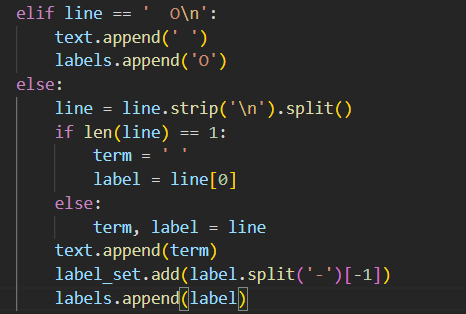 elif line == '  O\n':
    text.append(' ')
    labels.append('O')
else:
    line = line.strip('\n').split()
    if len(line) == 1:
        term = ' '
        label = line[0]
    else:
        term, label = line
    text.append(term)
    label_set.add(label.split('-')[-1])
    labels.append(label)